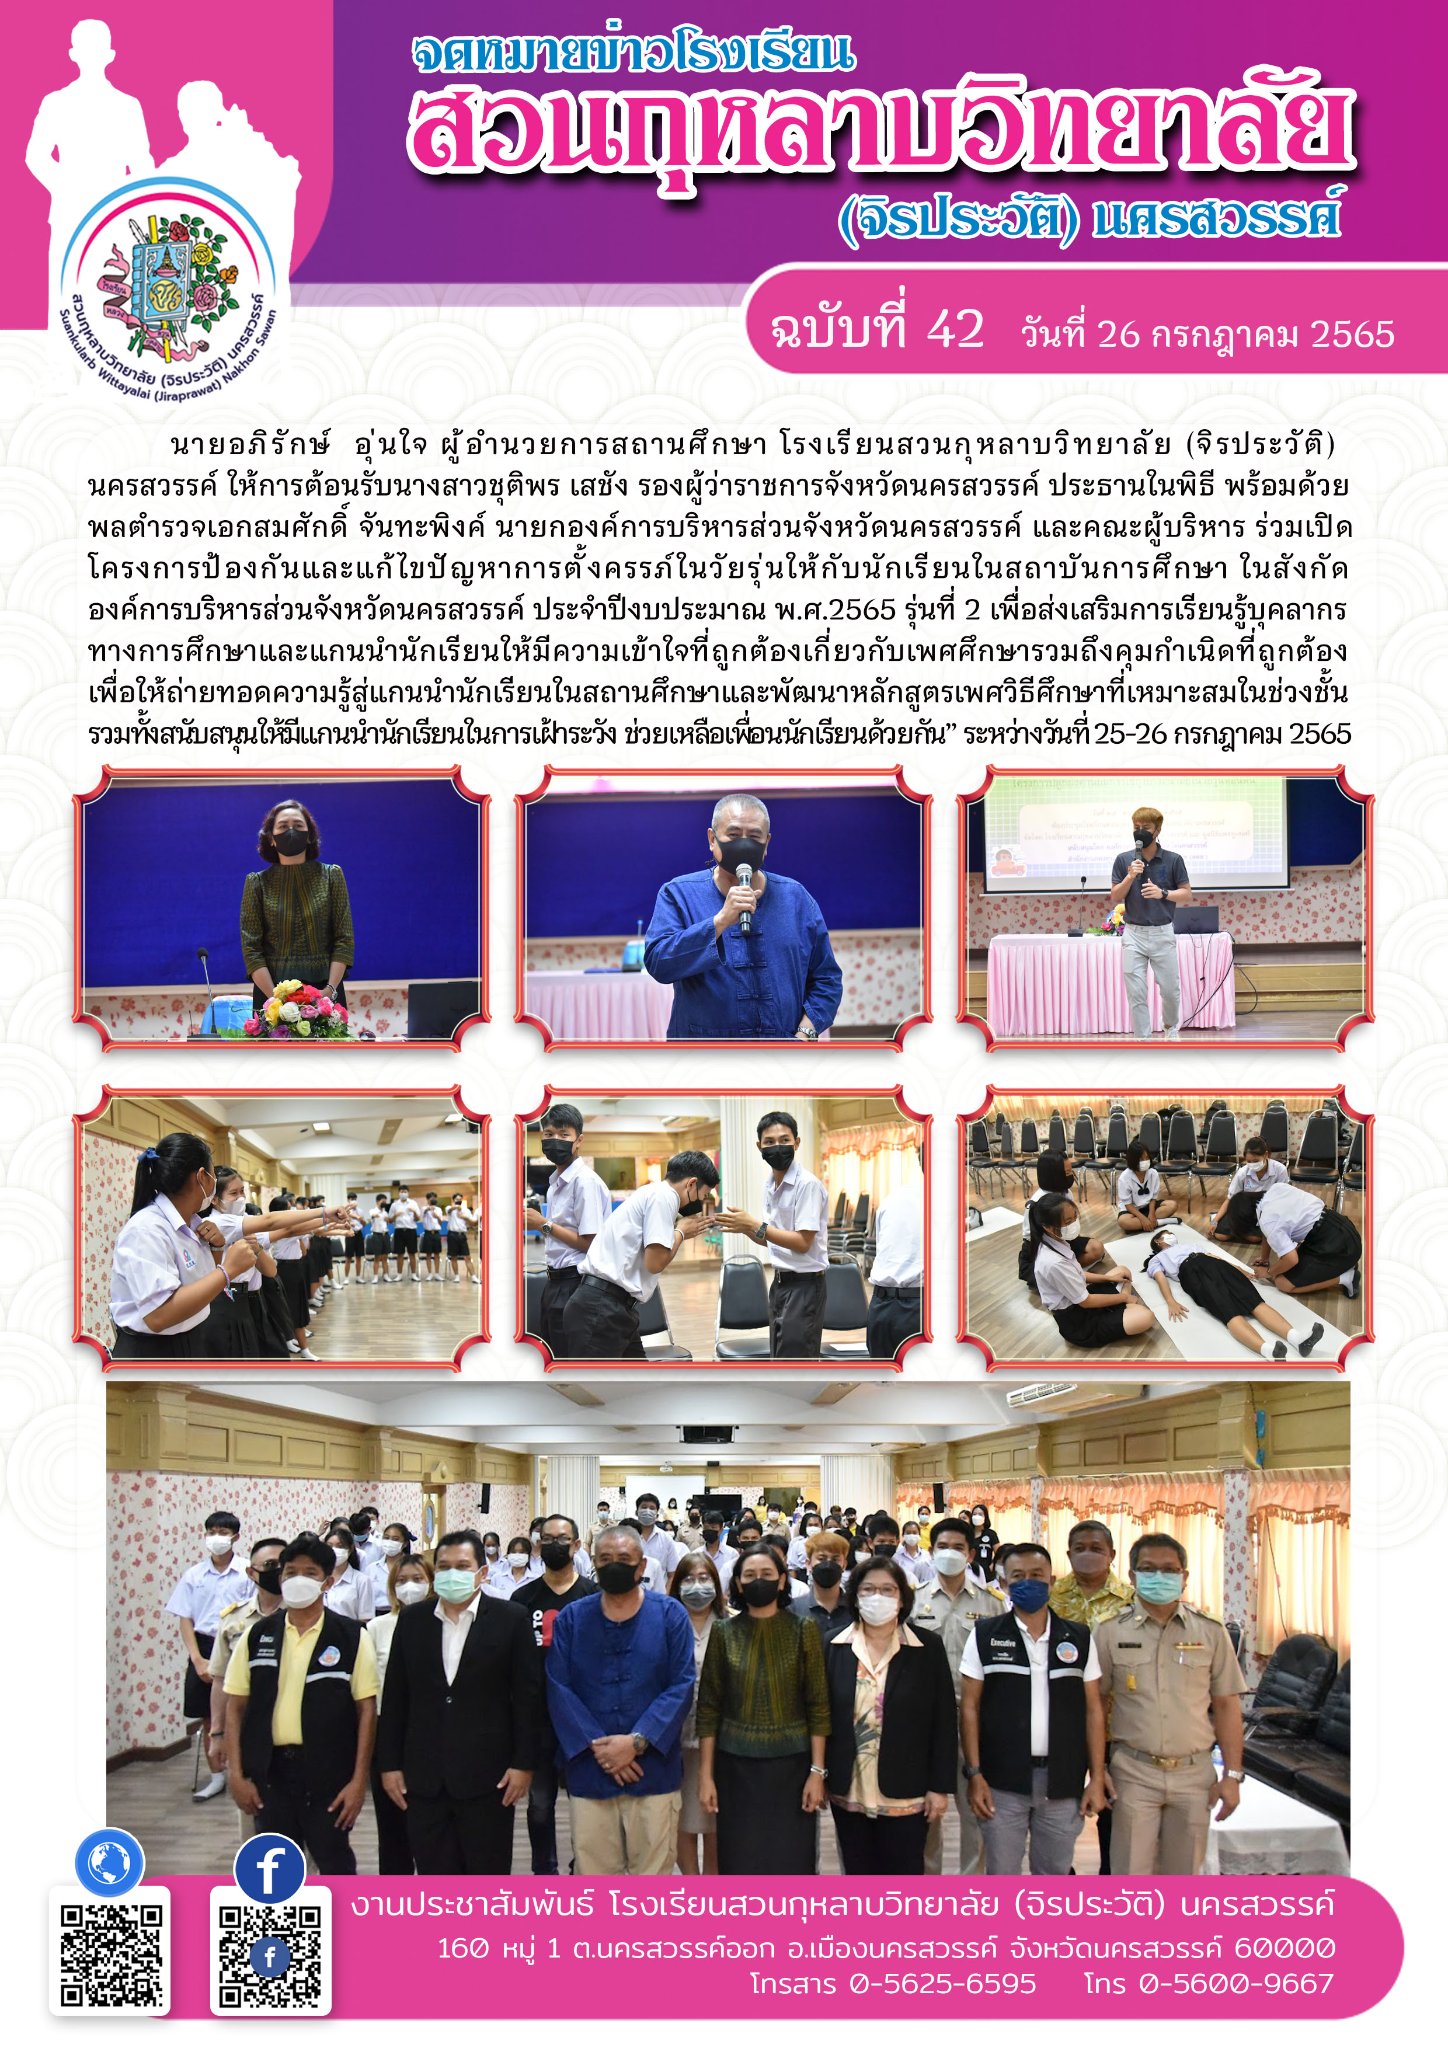 จดหมายข่าวโรงเรียน
สวนกุหลาบวิทยาลัย
(จิรประวัติ) นครสวรรค์
โรงเรียน
หลวง
สวนกุหลาบวิทยาลัย (จิรประวัติ) นครสวรรค์
Suankularb Wittayalai (Jiraprawat) Nakhon Sawan
ฉบับที่ 42 วันที่ 26 กรกฎาคม 2565
นายอภิรักษ์ อุ่นใจ ผู้อำนวยการสถานศึกษา โรงเรียนสวนกุหลาบวิทยาลัย (จิรประวัติ)
นครสวรรค์ ให้การต้อนรับนางสาวชุติพร เสชัง รองผู้ว่าราชการจังหวัดนครสวรรค์ ประธานในพิธี พร้อมด้วย
พลตำรวจเอกสมศักดิ์ จันทะพิงค์ นายกองค์การบริหารส่วนจังหวัดนครสวรรค์ และคณะผู้บริหาร ร่วมเปิด
โครงการป้องกันและแก้ไขปัญหาการตั้งครรภ์ในวัยรุ่นให้กับนักเรียนในสถาบันการศึกษา ในสังกัด
องค์การบริหารส่วนจังหวัดนครสวรรค์ ประจำปีงบประมาณ พ.ศ.2565 รุ่นที่ 2 เพื่อส่งเสริมการเรียนรู้บุคลากร
ทางการศึกษาและแกนนำนักเรียนให้มีความเข้าใจที่ถูกต้องเกี่ยวกับเพศศึกษารวมถึงคุมกำเนิดที่ถูกต้อง
เพื่อให้ถ่ายทอดความรู้สู่แกนนำนักเรียนในสถานศึกษาและพัฒนาหลักสูตรเพศวิธีศึกษาที่เหมาะสมในช่วงชั้น
รวมทั้งสนับสนุนให้มีแกนนำนักเรียนในการเฝ้าระวัง ช่วยเหลือเพื่อนนักเรียนด้วยกัน” ระหว่างวันที่ 25-26 กรกฎาคม 2565
Executive
งานประชาสัมพันธ์ โรงเรียนสวนกุหลาบวิทยาลัย (จิรประวัติ) นครสวรรค์
160 หมู่ 1 ต.นครสวรรค์ออก อ.เมืองนครสวรรค์ จังหวัดนครสวรรค์ 60000
โทรสาร 0-5625-6595 โทร 0-5600-9667